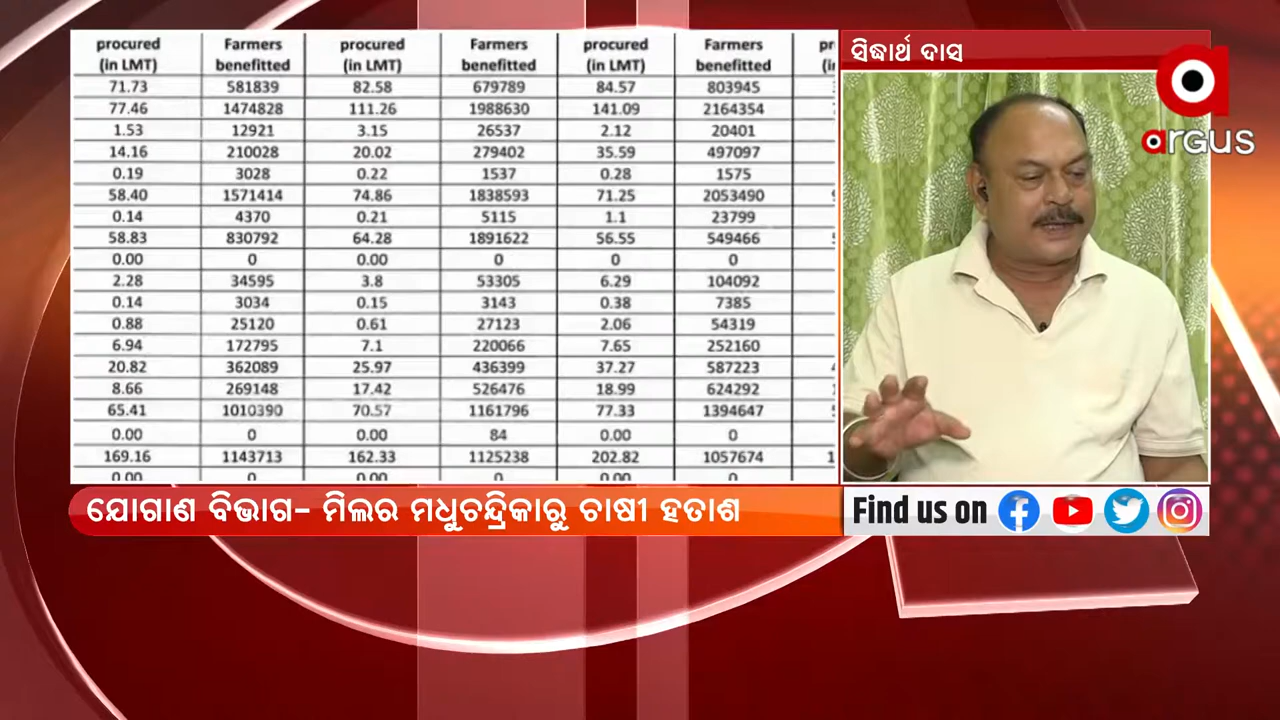 procured Farmers procured Farmers procured Farmers
(in LMT) benefitted (in LMT) benefitted (in LMT) benefitted
71.73 581839 82.58 679789 84.57 803945
77.46 1474828 111.26 1988630 141.09 2164354
1.53 12921 3.15 26537 2.12 20401
14.16 210028 20.02 279402 35.59 497097
0.19 3028 0.22 1537 0.28 1575
58.40 1571414 74.86 1838593 71.25 2053490
0.14 4370 0.21 5115 1.1 23799
58.83 830792 64.28 1891622 56.55 549466
0.00 0 0.00 0 0 0
2.28 34595 3.8 53305 6.29 104092
0.14 3034 0.15 3143 0.38 7385
0.88 25120 0.61 27123 2.06 54319
6.94 172795 7.1 220066 7.65 252160
20.82 362089 25.97 436399 37.27 587223
8.66 269148 17.42 526476 18.99 624292
65.41 1010390 70.57 1161796 77.33 1394647
0.00 0 0.00 84 0.00 0
169.16 1143713 162.33 1125238 202.82 1057674
0.00 0 0.00 0 0.00 0
ସିଦ୍ଧାର୍ଥ ଦାସ
argus
ଯୋଗାଣ ବିଭାଗ- ମିଲର ମଧୁଚନ୍ଦ୍ରିକାରୁ ଚାଷୀ ହତାଶ
Find us on